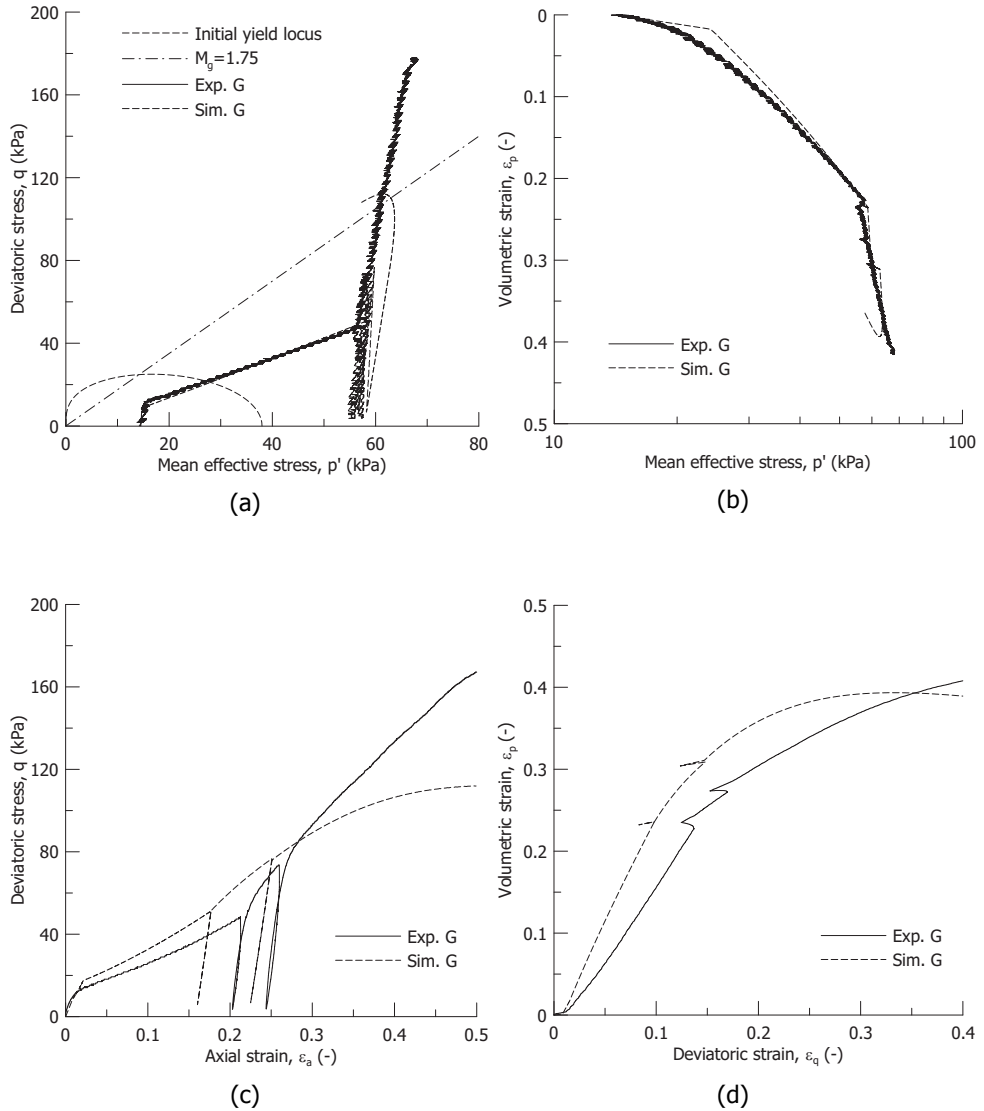 200
160
120
80
40
0
Deviatoric stress, q (kPa)
Initial yield locus
M_g=1.75
Exp. G
Sim. G
0 20 40 60 80
Mean effective stress, p' (kPa)
(a)
0
0.1
0.2
0.3
0.4
0.5
Volumetric strain, ε_p (-)
Exp. G
Sim. G
10 100
Mean effective stress, p' (kPa)
(b)
200
160
120
80
40
0
Deviatoric stress, q (kPa)
Exp. G
Sim. G
0 0.1 0.2 0.3 0.4 0.5
Axial strain, ε_a (-)
(c)
0.5
0.4
0.3
0.2
0.1
0
Volumetric strain, ε_p (-)
Exp. G
Sim. G
0 0.1 0.2 0.3 0.4
Deviatoric strain, ε_q (-)
(d)